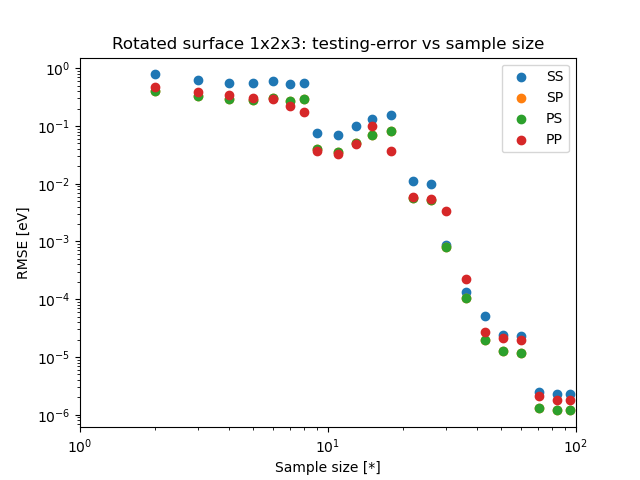 Rotated surface 1x2x3: testing-error vs sample size
RMSE [eV]
10⁰
10⁻¹
10⁻²
10⁻³
10⁻⁴
10⁻⁵
10⁻⁶
SS
SP
PS
PP
10⁰ 10¹ 10²
Sample size [*]